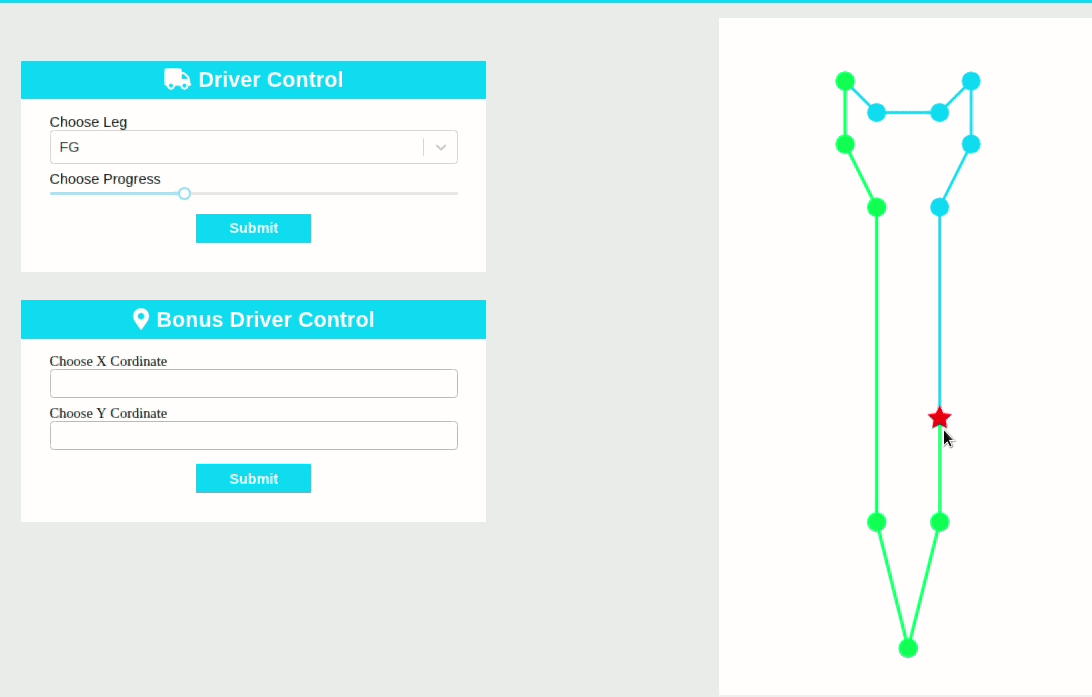 Driver Control
Choose Leg
FG
Choose Progress
Submit
Bonus Driver Control
Choose X Cordinate
Choose Y Cordinate
Submit